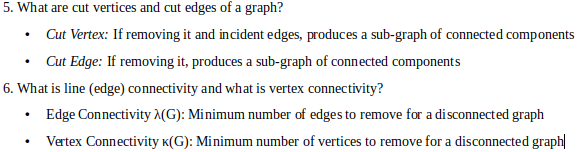 5. What are cut vertices and cut edges of a graph?
• Cut Vertex: If removing it and incident edges, produces a sub-graph of connected components
• Cut Edge: If removing it, produces a sub-graph of connected components
6. What is line (edge) connectivity and what is vertex connectivity?
• Edge Connectivity λ(G): Minimum number of edges to remove for a disconnected graph
• Vertex Connectivity κ(G): Minimum number of vertices to remove for a disconnected graph